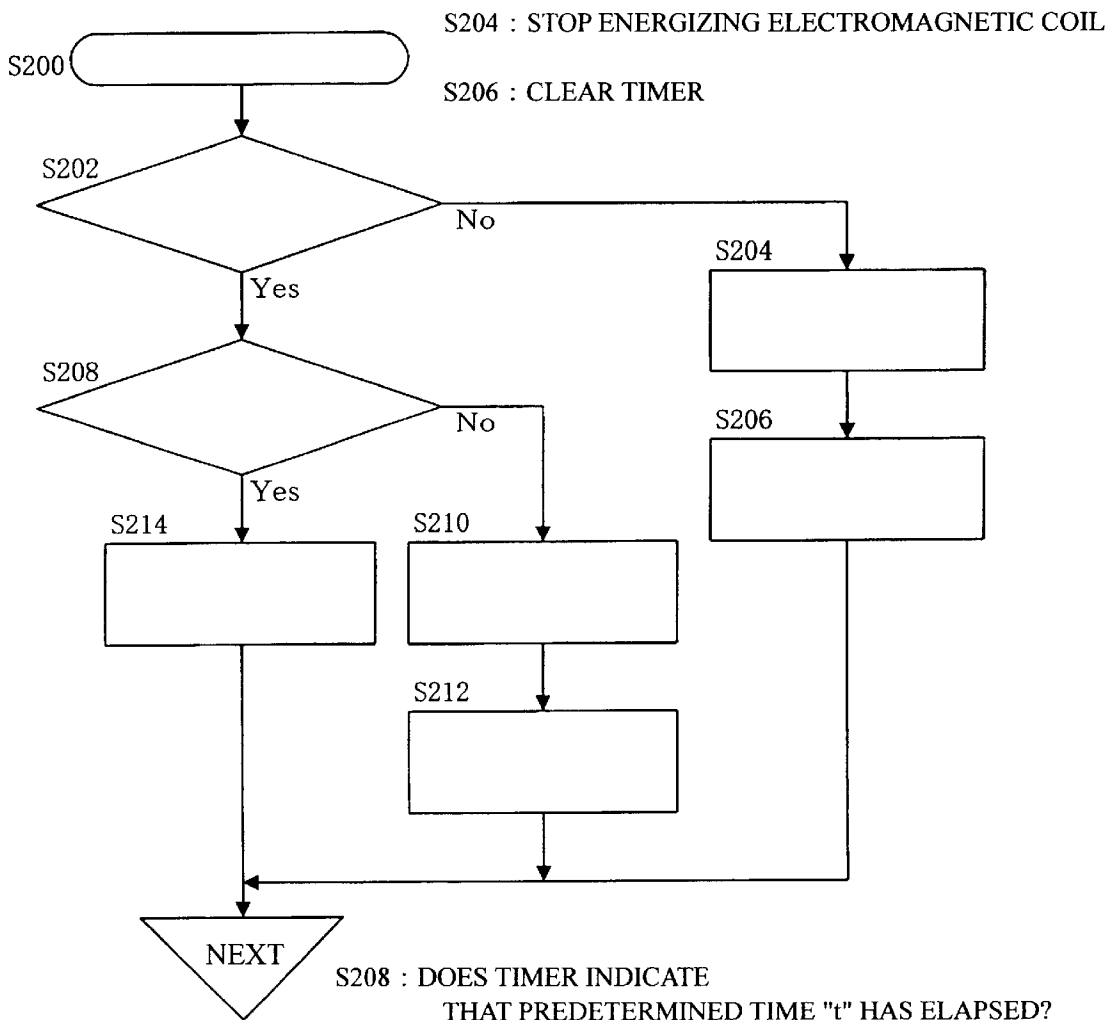 S204 : STOP ENERGIZING ELECTROMAGNETIC COIL
S200
S206 : CLEAR TIMER
S202
No
S204
Yes
S208
No
S206
Yes
S214
S210
S212
NEXT
S208 : DOES TIMER INDICATE
THAT PREDETERMINED TIME "t" HAS ELAPSED?